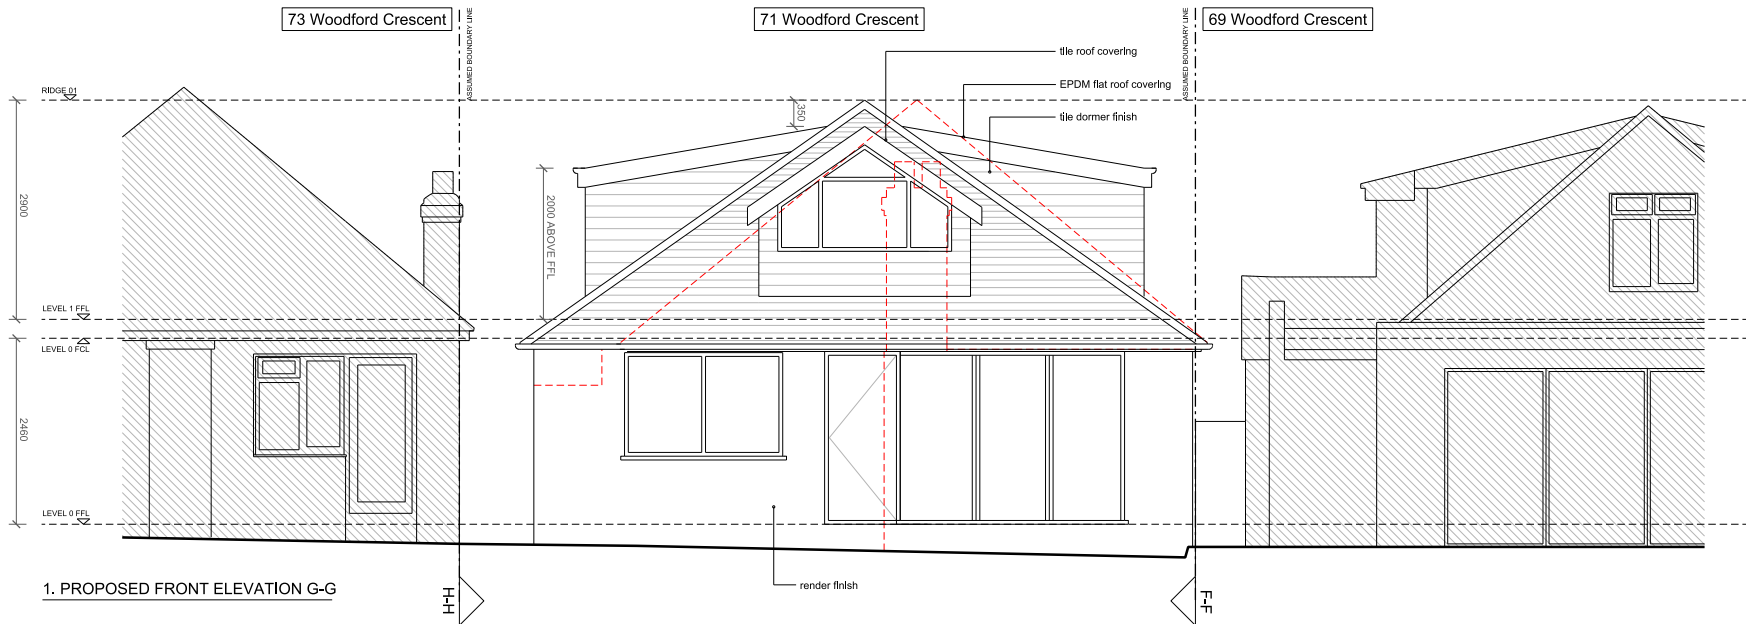 73 Woodford Crescent
71 Woodford Crescent
69 Woodford Crescent
ASSUMED BOUNDARY LINE
ASSUMED BOUNDARY LINE
tile roof covering
EPDM flat roof covering
tile dormer finish
RIDGE 01
350
2900
2000 ABOVE FFL
LEVEL 1 FFL
LEVEL 0 FCL
2460
LEVEL 0 FFL
render finish
1. PROPOSED FRONT ELEVATION G-G
H-H
F-F